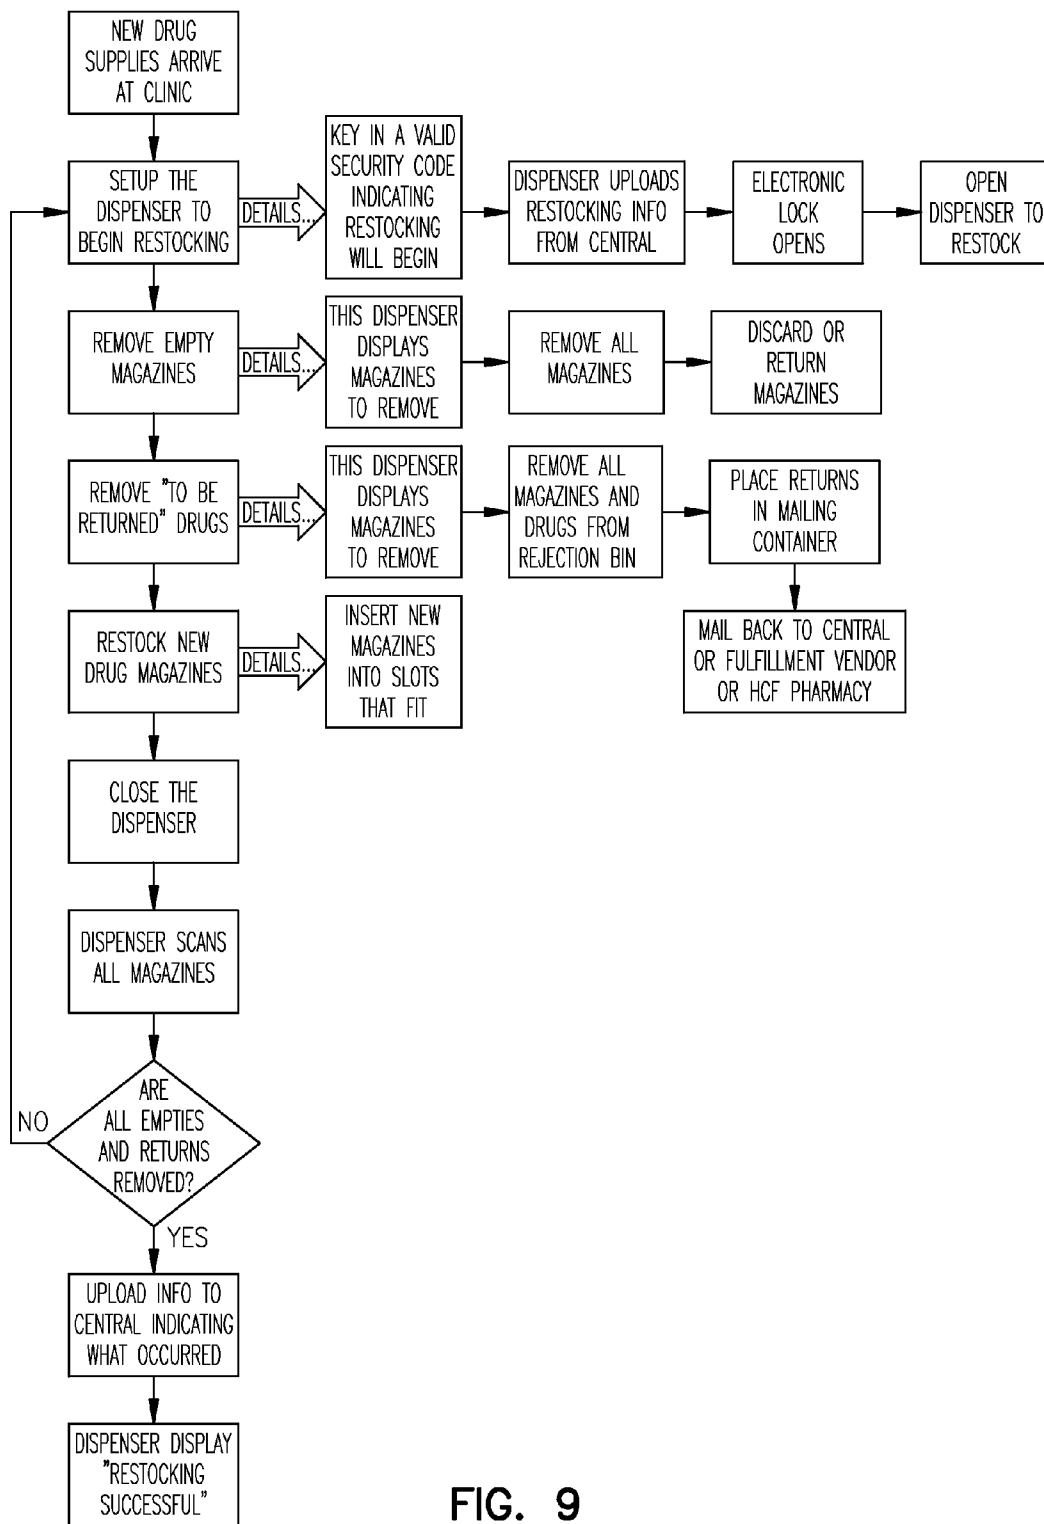 NEW DRUG
SUPPLIES ARRIVE
AT CLINIC
SETUP THE
DISPENSER TO
BEGIN RESTOCKING
DETAILS...
KEY IN A VALID
SECURITY CODE
INDICATING
RESTOCKING
WILL BEGIN
DISPENSER UPLOADS
RESTOCKING INFO
FROM CENTRAL
ELECTRONIC
LOCK
OPENS
OPEN
DISPENSER TO
RESTOCK
REMOVE EMPTY
MAGAZINES
DETAILS...
THIS DISPENSER
DISPLAYS
MAGAZINES
TO REMOVE
REMOVE ALL
MAGAZINES
DISCARD OR
RETURN
MAGAZINES
REMOVE "TO BE
RETURNED" DRUGS
DETAILS...
THIS DISPENSER
DISPLAYS
MAGAZINES
TO REMOVE
REMOVE ALL
MAGAZINES AND
DRUGS FROM
REJECTION BIN
PLACE RETURNS
IN MAILING
CONTAINER
MAIL BACK TO CENTRAL
OR FULFILLMENT VENDOR
OR HCF PHARMACY
RESTOCK NEW
DRUG MAGAZINES
DETAILS...
INSERT NEW
MAGAZINES
INTO SLOTS
THAT FIT
CLOSE THE
DISPENSER
DISPENSER SCANS
ALL MAGAZINES
ARE
ALL EMPTIES
AND RETURNS
REMOVED?
NO
YES
UPLOAD INFO TO
CENTRAL INDICATING
WHAT OCCURRED
DISPENSER DISPLAY
"RESTOCKING
SUCCESSFUL"
FIG. 9